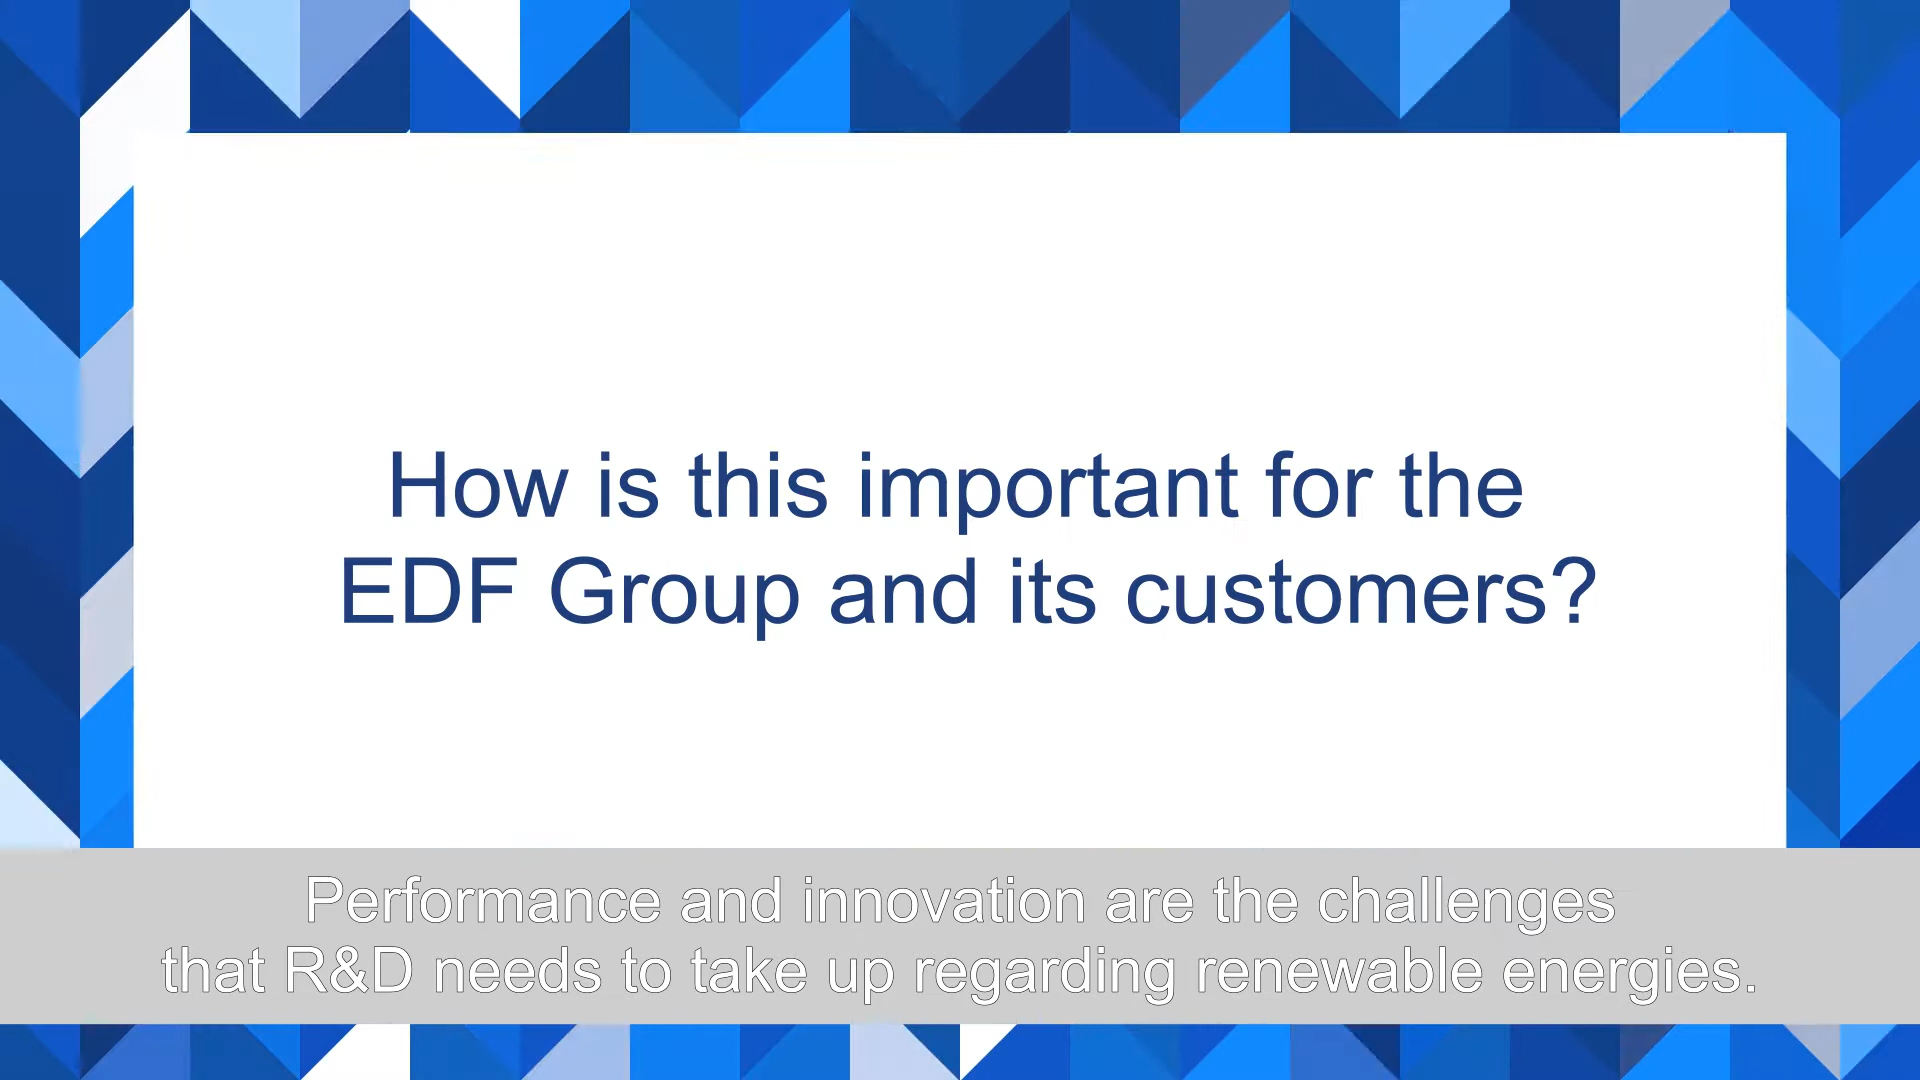 How is this important for the
EDF Group and its customers?
Performance and innovation are the challenges
that R&D needs to take up regarding renewable energies.